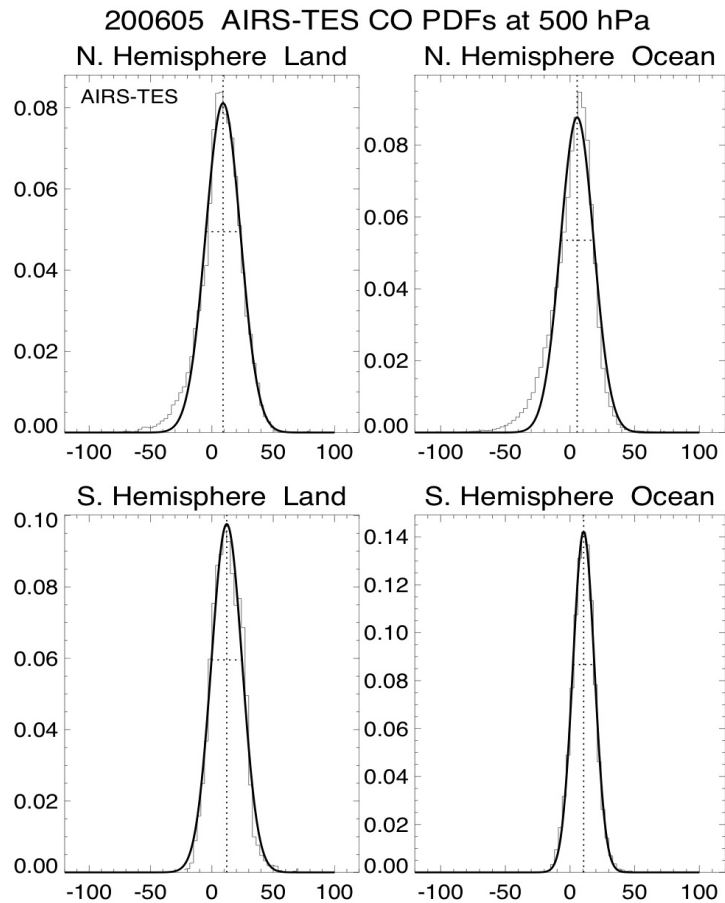 200605 AIRS-TES CO PDFs at 500 hPa
N. Hemisphere Land
N. Hemisphere Ocean
AIRS-TES
0.08
0.06
0.04
0.02
0.00
-100 -50 0 50 100
0.08
0.06
0.04
0.02
0.00
-100 -50 0 50 100
S. Hemisphere Land
S. Hemisphere Ocean
0.10
0.08
0.06
0.04
0.02
0.00
-100 -50 0 50 100
0.14
0.12
0.10
0.08
0.06
0.04
0.02
0.00
-100 -50 0 50 100